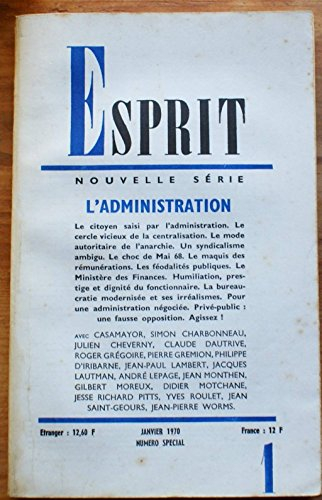 ESPRIT
NOUVELLE SÉRIE
L'ADMINISTRATION
Le citoyen saisi par l'administration. Le
cercle vicieux de la centralisation. Le mode
autoritaire de l'anarchie. Un syndicalisme
ambigu. Le choc de Mai 68. Le maquis des
rémunérations. Les féodalités publiques. Le
Ministère des Finances. Humiliation, pres-
tige et dignité du fonctionnaire. La bureau-
cratie modernisée et ses irréalismes. Pour
une administration négociée. Privé-public :
une fausse opposition. Agissez !
AVEC CASAMAYOR, SIMON CHARBONNEAU,
JULIEN CHEVERNY, CLAUDE DAUTRIVE,
ROGER GRÉGOIRE, PIERRE GREMION, PHILIPPE
D'IRIBARNE, JEAN-PAUL LAMBERT, JACQUES
LAUTMAN, ANDRÉ LEPAGE, JEAN MONTHEN,
GILBERT MOREUX, DIDIER MOTCHANE,
JESSE RICHARD PITTS, YVES ROULET, JEAN
SAINT-GEOURS, JEAN-PIERRE WORMS.
Etranger : 12,60 F JANVIER 1970 France : 12 F
NUMERO SPECIAL
1